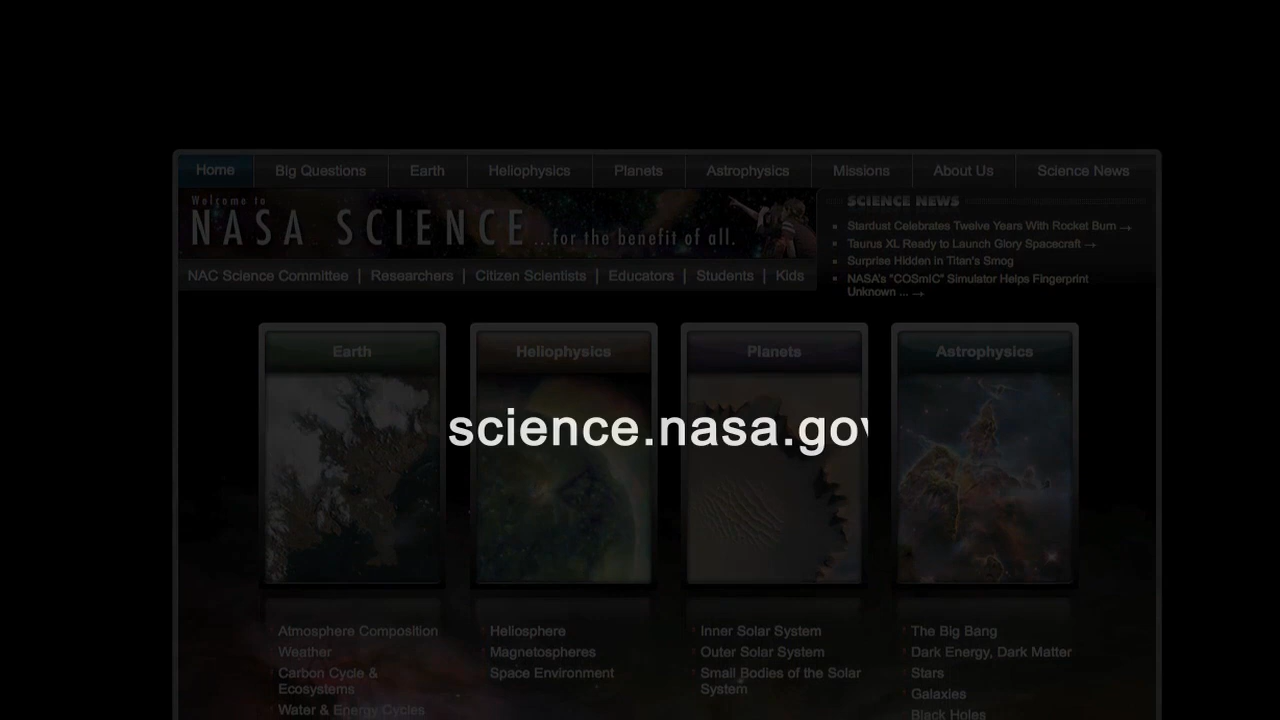 Home
Big Questions
Earth
Heliophysics
Planets
Astrophysics
Missions
About Us
Science News
Welcome to
NASA SCIENCE ...for the benefit of all.
NAC Science Committee | Researchers | Citizen Scientists | Educators | Students | Kids
SCIENCE NEWS
Stardust Celebrates Twelve Years With Rocket Burn →
Taurus XL Ready to Launch Glory Spacecraft →
Surprise Hidden in Titan's Smog
NASA's "COSmIC" Simulator Helps Fingerprint
Unknown ... →
Earth
Heliophysics
Planets
Astrophysics
science.nasa.gov
Atmosphere Composition
Weather
Carbon Cycle &
Ecosystems
Water & Energy Cycles
Heliosphere
Magnetospheres
Space Environment
Inner Solar System
Outer Solar System
Small Bodies of the Solar
System
The Big Bang
Dark Energy, Dark Matter
Stars
Galaxies
Black Holes